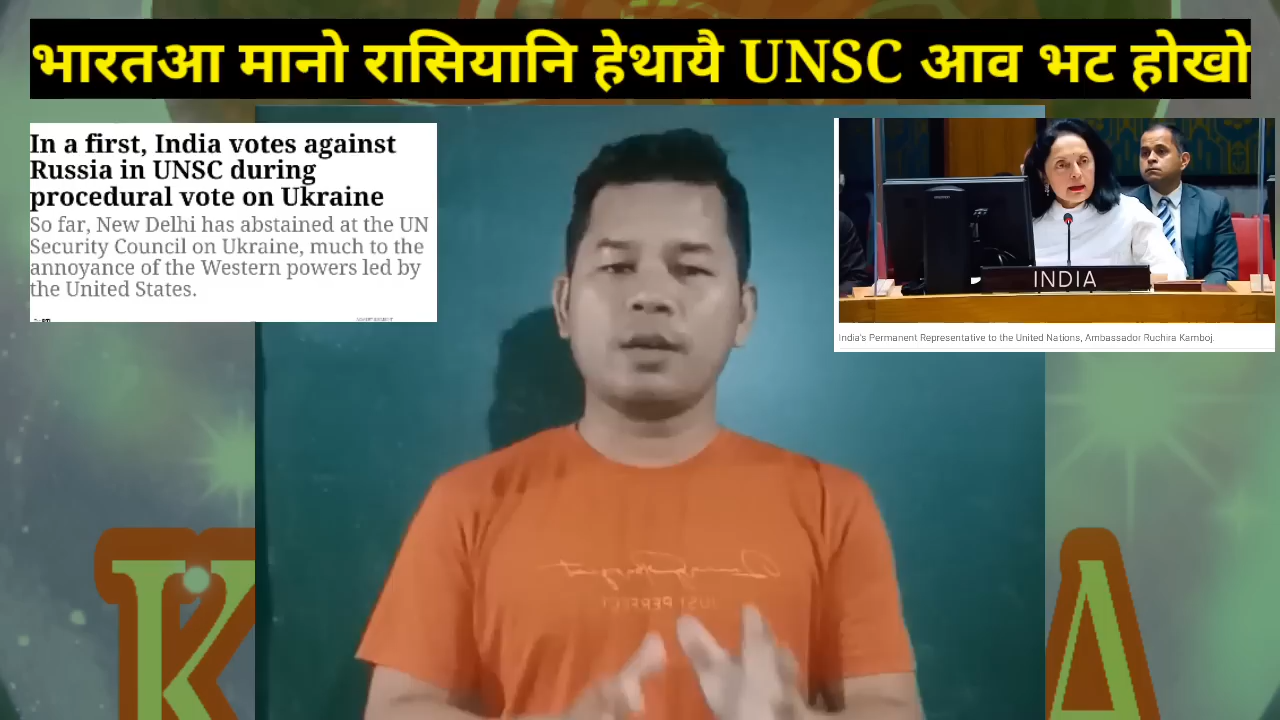 भारतआ मानो रासियानि हेथायै UNSC आव भट होखो
In a first, India votes against
Russia in UNSC during
procedural vote on Ukraine
So far, New Delhi has abstained at the UN
Security Council on Ukraine, much to the
annoyance of the Western powers led by
the United States.
INDIA
India's Permanent Representative to the United Nations, Ambassador Ruchira Kamboj.
JUST PERFECT
K
A